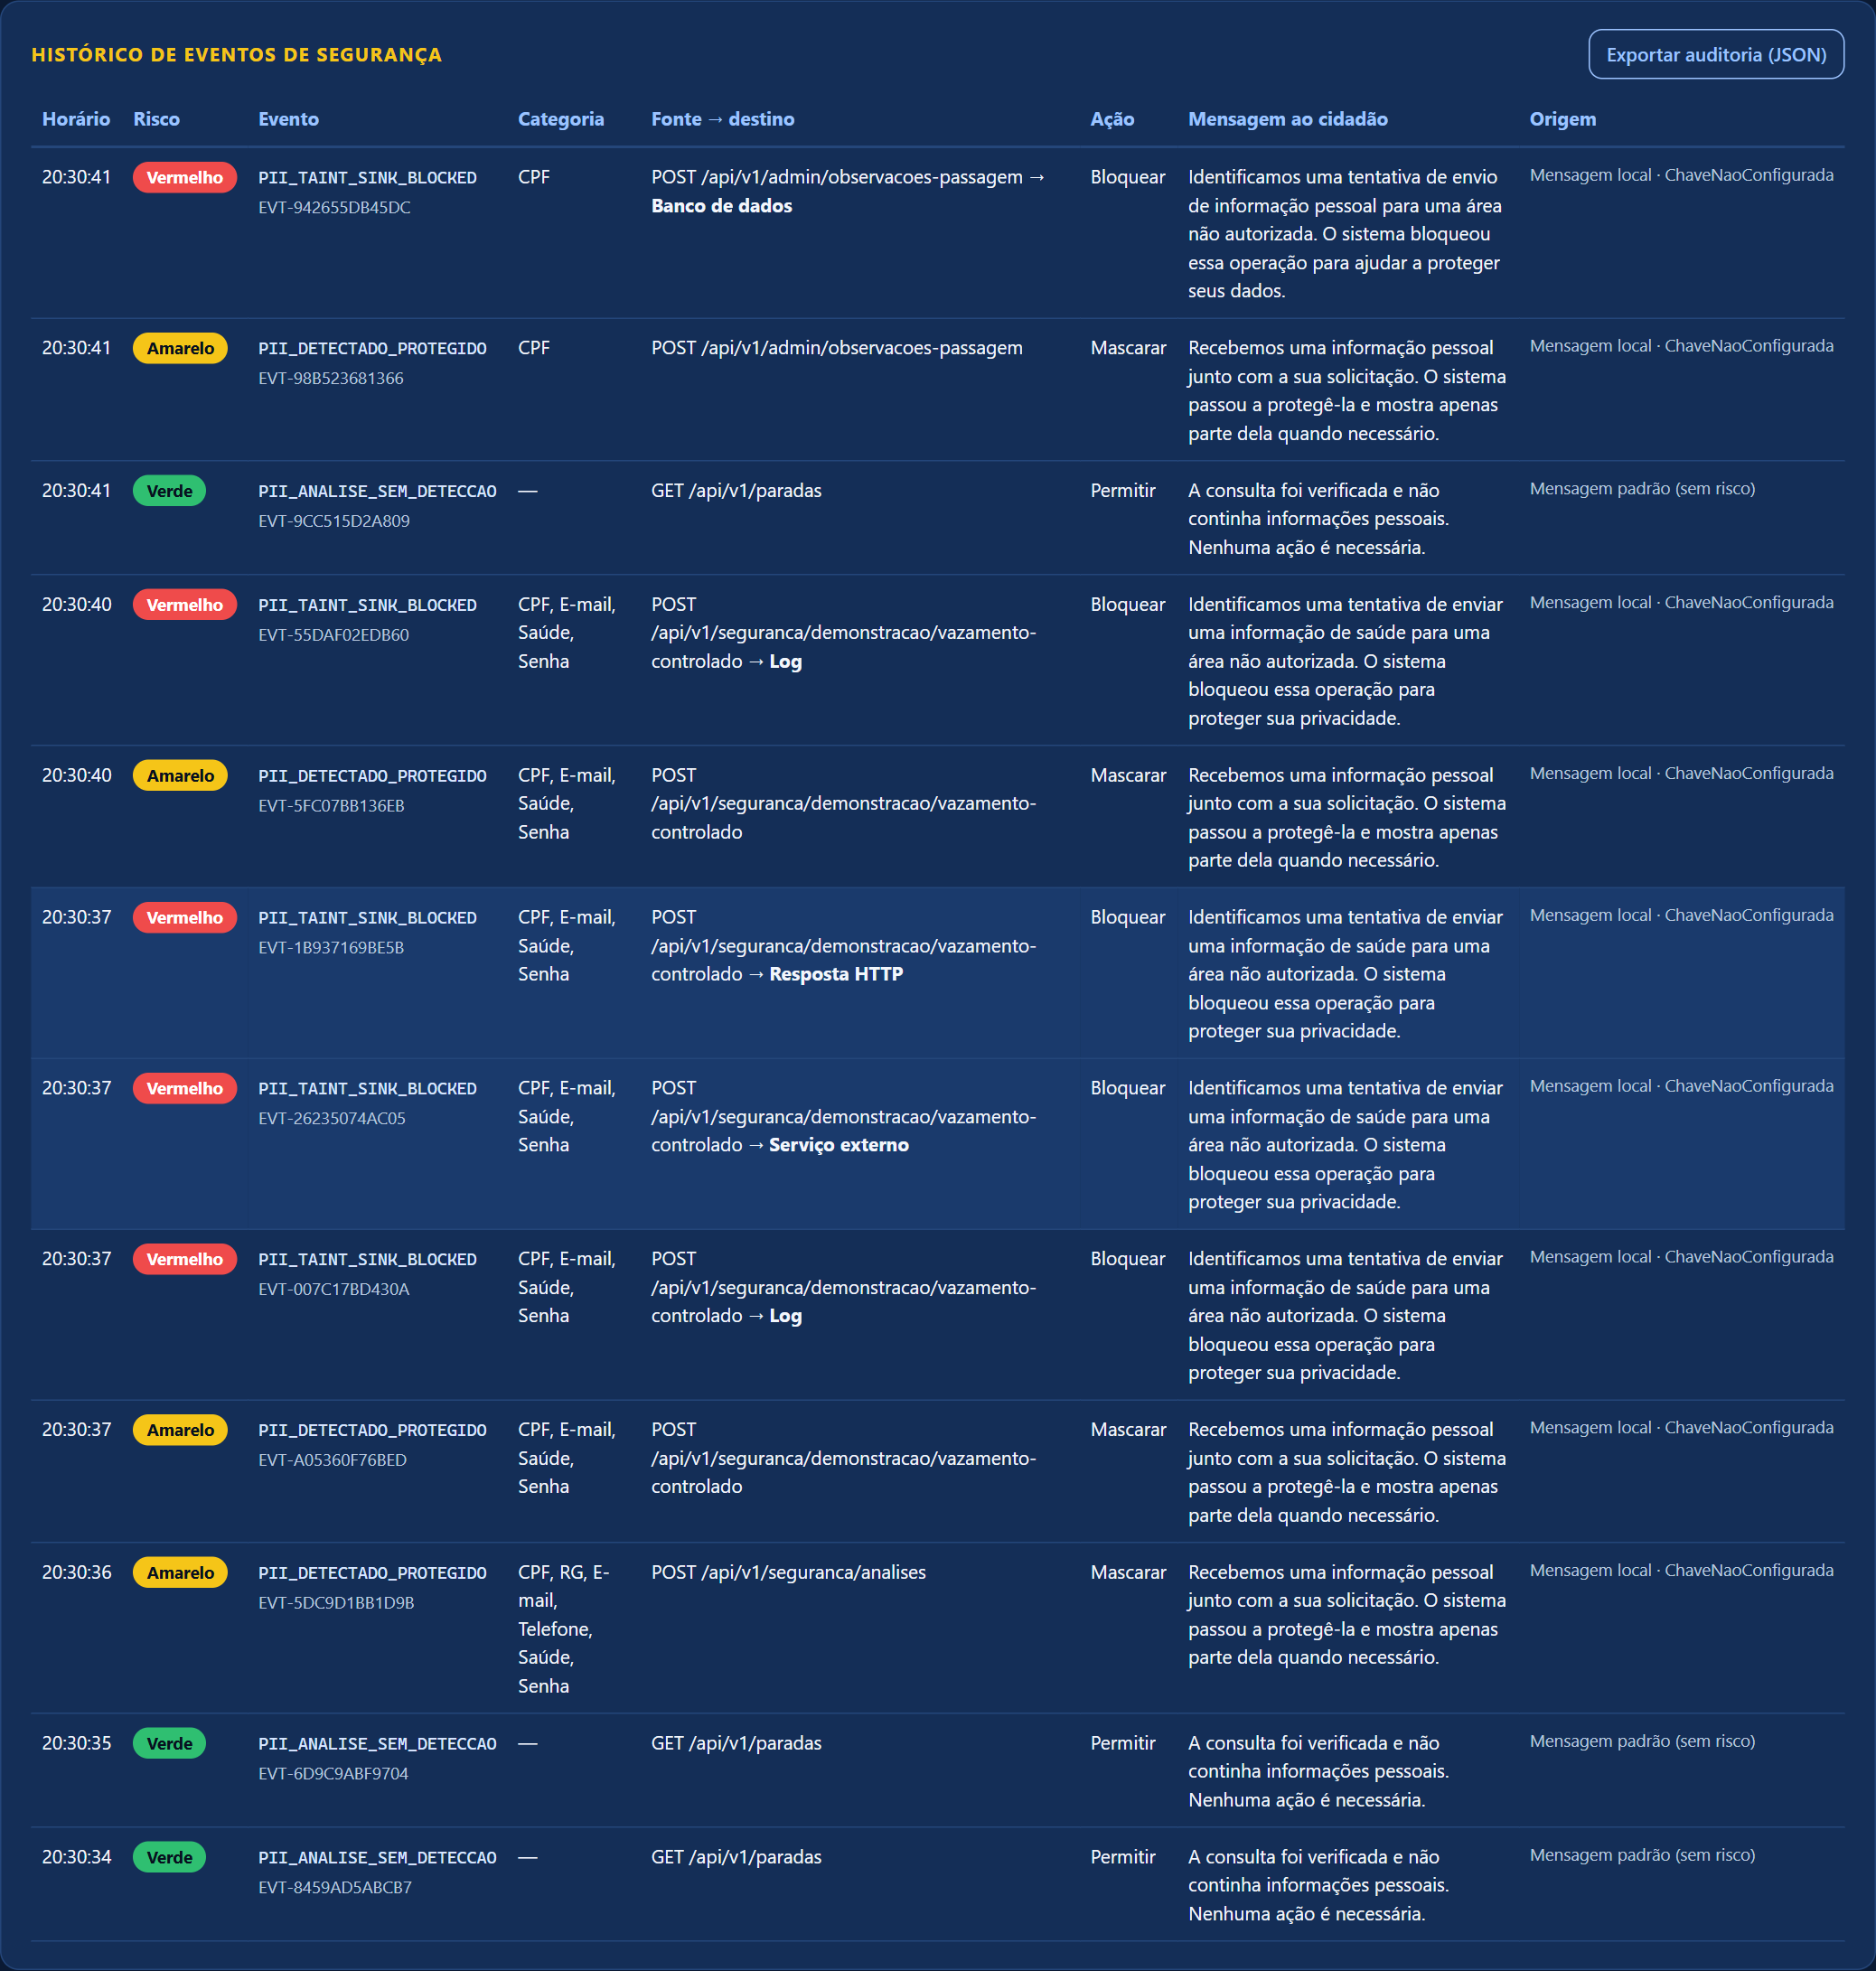 HISTÓRICO DE EVENTOS DE SEGURANÇA
Exportar auditoria (JSON)
Horário Risco Evento Categoria Fonte → destino Ação Mensagem ao cidadão Origem
20:30:41 Vermelho PII_TAINT_SINK_BLOCKED CPF POST /api/v1/admin/observacoes-passagem → Bloquear Identificamos uma tentativa de envio Mensagem local · ChaveNaoConfigurada
EVT-942655DB45DC Banco de dados de informação pessoal para uma área
não autorizada. O sistema bloqueou
essa operação para ajudar a proteger
seus dados.
20:30:41 Amarelo PII_DETECTADO_PROTEGIDO CPF POST /api/v1/admin/observacoes-passagem Mascarar Recebemos uma informação pessoal Mensagem local · ChaveNaoConfigurada
EVT-98B523681366 junto com a sua solicitação. O sistema
passou a protegê-la e mostra apenas
parte dela quando necessário.
20:30:41 Verde PII_ANALISE_SEM_DETECCAO — GET /api/v1/paradas Permitir A consulta foi verificada e não Mensagem padrão (sem risco)
EVT-9CC515D2A809 continha informações pessoais.
Nenhuma ação é necessária.
20:30:40 Vermelho PII_TAINT_SINK_BLOCKED CPF, E-mail, POST Bloquear Identificamos uma tentativa de enviar Mensagem local · ChaveNaoConfigurada
EVT-55DAF02EDB60 Saúde, /api/v1/seguranca/demonstracao/vazamento- uma informação de saúde para uma
Senha controlado → Log área não autorizada. O sistema
bloqueou essa operação para
proteger sua privacidade.
20:30:40 Amarelo PII_DETECTADO_PROTEGIDO CPF, E-mail, POST Mascarar Recebemos uma informação pessoal Mensagem local · ChaveNaoConfigurada
EVT-5FC07BB136EB Saúde, /api/v1/seguranca/demonstracao/vazamento- junto com a sua solicitação. O sistema
Senha controlado passou a protegê-la e mostra apenas
parte dela quando necessário.
20:30:37 Vermelho PII_TAINT_SINK_BLOCKED CPF, E-mail, POST Bloquear Identificamos uma tentativa de enviar Mensagem local · ChaveNaoConfigurada
EVT-1B937169BE5B Saúde, /api/v1/seguranca/demonstracao/vazamento- uma informação de saúde para uma
Senha controlado → Resposta HTTP área não autorizada. O sistema
bloqueou essa operação para
proteger sua privacidade.
20:30:37 Vermelho PII_TAINT_SINK_BLOCKED CPF, E-mail, POST Bloquear Identificamos uma tentativa de enviar Mensagem local · ChaveNaoConfigurada
EVT-26235074AC05 Saúde, /api/v1/seguranca/demonstracao/vazamento- uma informação de saúde para uma
Senha controlado → Serviço externo área não autorizada. O sistema
bloqueou essa operação para
proteger sua privacidade.
20:30:37 Vermelho PII_TAINT_SINK_BLOCKED CPF, E-mail, POST Bloquear Identificamos uma tentativa de enviar Mensagem local · ChaveNaoConfigurada
EVT-007C17BD430A Saúde, /api/v1/seguranca/demonstracao/vazamento- uma informação de saúde para uma
Senha controlado → Log área não autorizada. O sistema
bloqueou essa operação para
proteger sua privacidade.
20:30:37 Amarelo PII_DETECTADO_PROTEGIDO CPF, E-mail, POST Mascarar Recebemos uma informação pessoal Mensagem local · ChaveNaoConfigurada
EVT-A05360F76BED Saúde, /api/v1/seguranca/demonstracao/vazamento- junto com a sua solicitação. O sistema
Senha controlado passou a protegê-la e mostra apenas
parte dela quando necessário.
20:30:36 Amarelo PII_DETECTADO_PROTEGIDO CPF, RG, E- POST /api/v1/seguranca/analises Mascarar Recebemos uma informação pessoal Mensagem local · ChaveNaoConfigurada
EVT-5DC9D1BB1D9B mail, junto com a sua solicitação. O sistema
Telefone, passou a protegê-la e mostra apenas
Saúde, parte dela quando necessário.
Senha
20:30:35 Verde PII_ANALISE_SEM_DETECCAO — GET /api/v1/paradas Permitir A consulta foi verificada e não Mensagem padrão (sem risco)
EVT-6D9C9ABF9704 continha informações pessoais.
Nenhuma ação é necessária.
20:30:34 Verde PII_ANALISE_SEM_DETECCAO — GET /api/v1/paradas Permitir A consulta foi verificada e não Mensagem padrão (sem risco)
EVT-8459AD5ABCB7 continha informações pessoais.
Nenhuma ação é necessária.